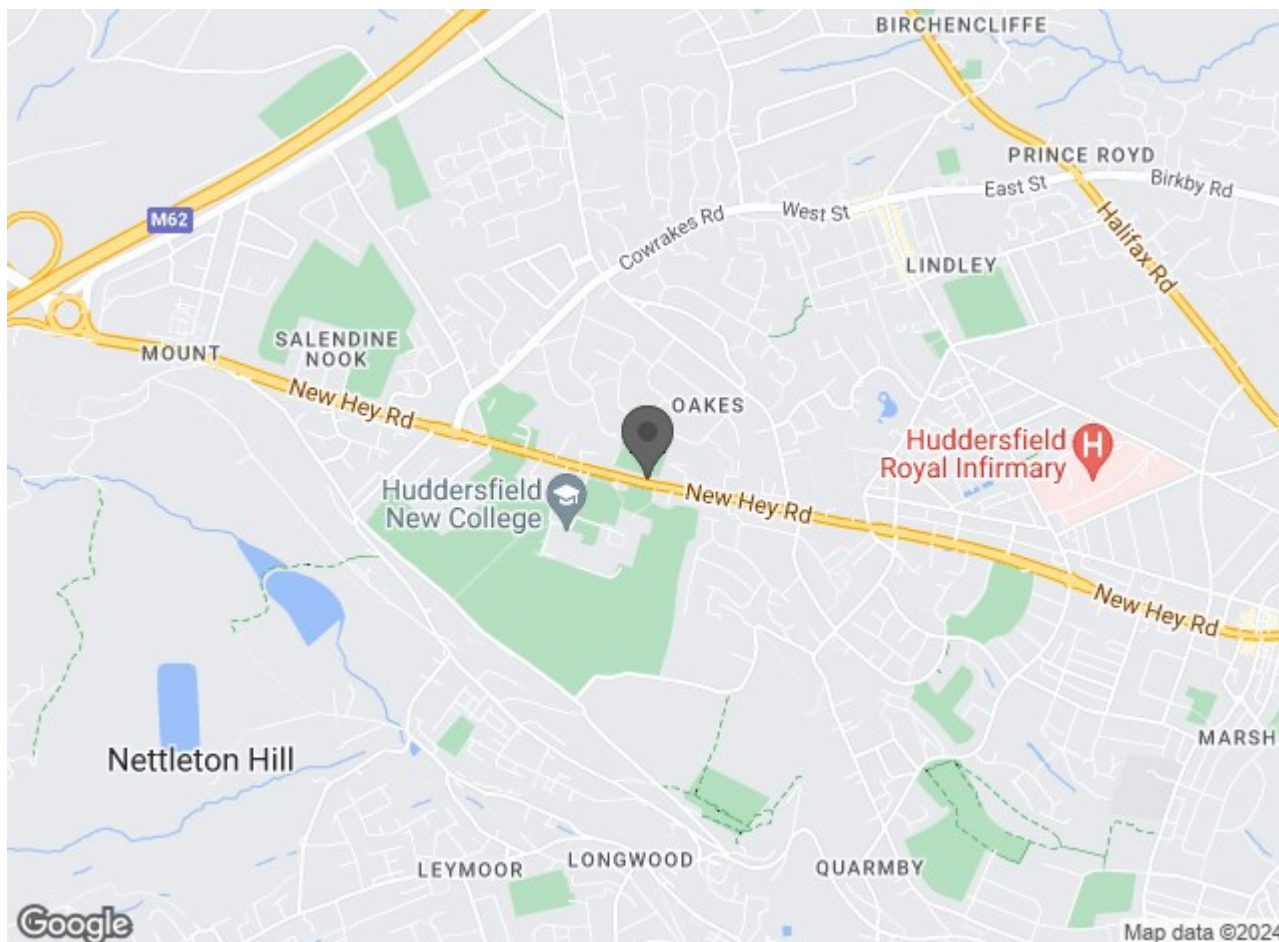 BIRCHENCLIFFE
PRINCE ROYD
East St
Birkby Rd
West St
M62
Cowrakes Rd
Halifax Rd
LINDLEY
SALENDINE
NOOK
MOUNT
New Hey Rd
OAKES
Huddersfield
Royal Infirmary
H
Huddersfield
New College
New Hey Rd
New Hey Rd
MARSH
Nettleton Hill
LEYMOOR
LONGWOOD
QUARMBY
Google
Map data ©2024